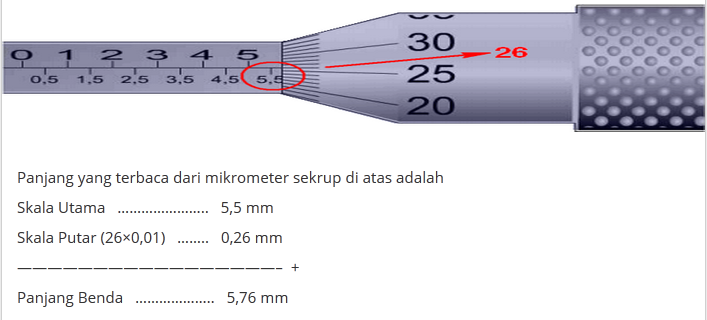 30
0 1 2 3 4 5
26
25
0,5 1,5 2,5 3,5 4,5 5,5
20
Panjang yang terbaca dari mikrometer sekrup di atas adalah
Skala Utama ....................... 5,5 mm
Skala Putar (26×0,01) ........ 0,26 mm
—————————————————– +
Panjang Benda .................... 5,76 mm